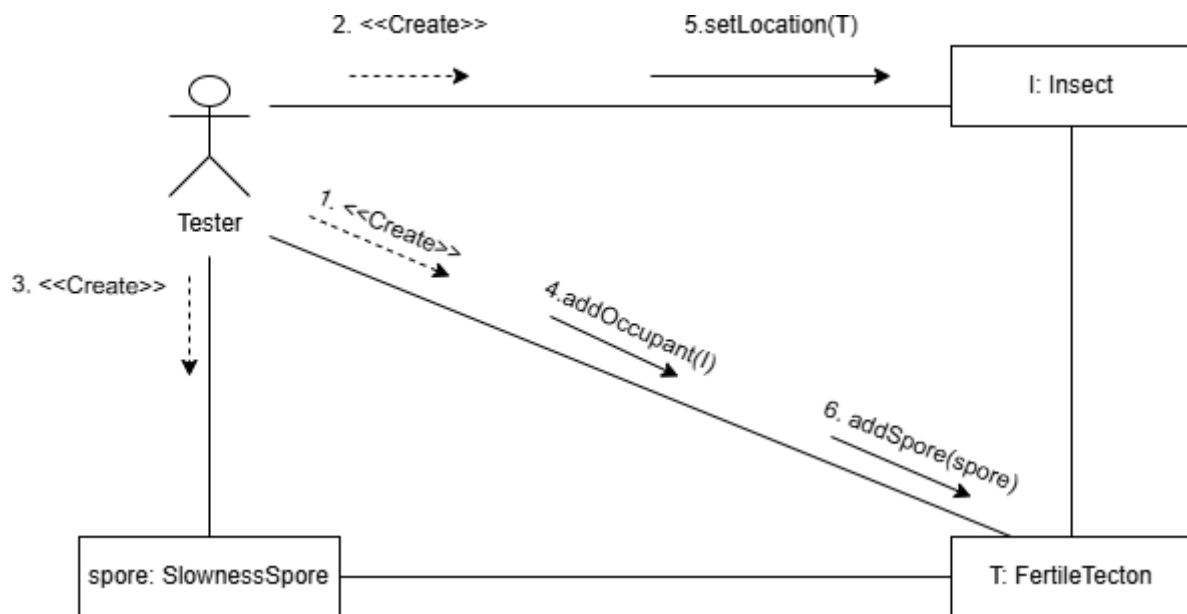 2. <<Create>>
5.setLocation(T)
I: Insect
1. <<Create>>
Tester
3. <<Create>>
4.addOccupant(I)
6. addSpore(spore)
spore: SlownessSpore
T: FertileTecton